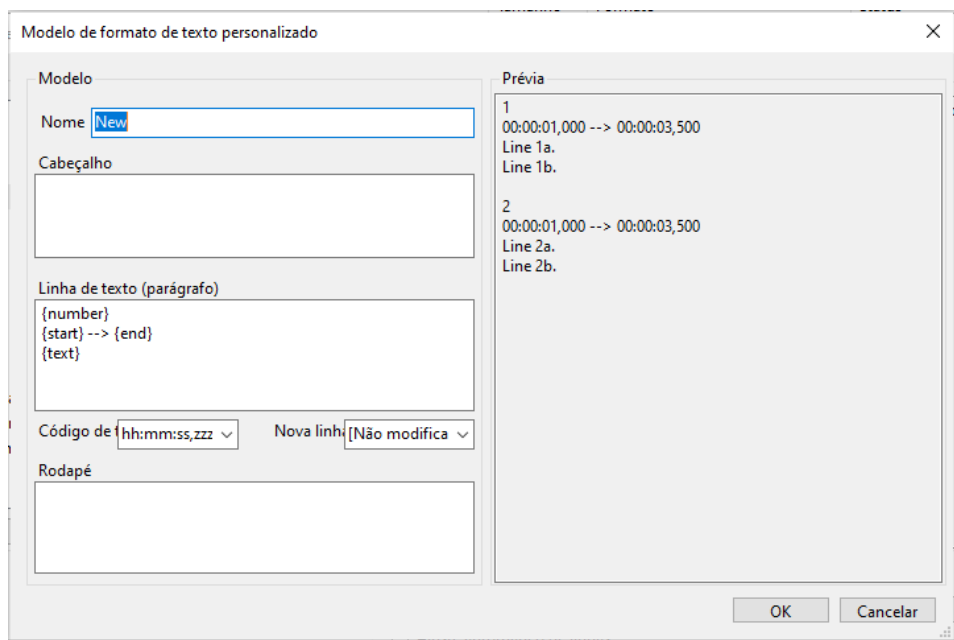 Modelo de formato de texto personalizado
Modelo
Nome New
Cabeçalho
Linha de texto (parágrafo)
{number}
{start} --> {end}
{text}
Código de hh:mm:ss,zzz Nova linha [Não modifica
Rodapé
Prévia
1
00:00:01,000 --> 00:00:03,500
Line 1a.
Line 1b.
2
00:00:01,000 --> 00:00:03,500
Line 2a.
Line 2b.
OK Cancelar